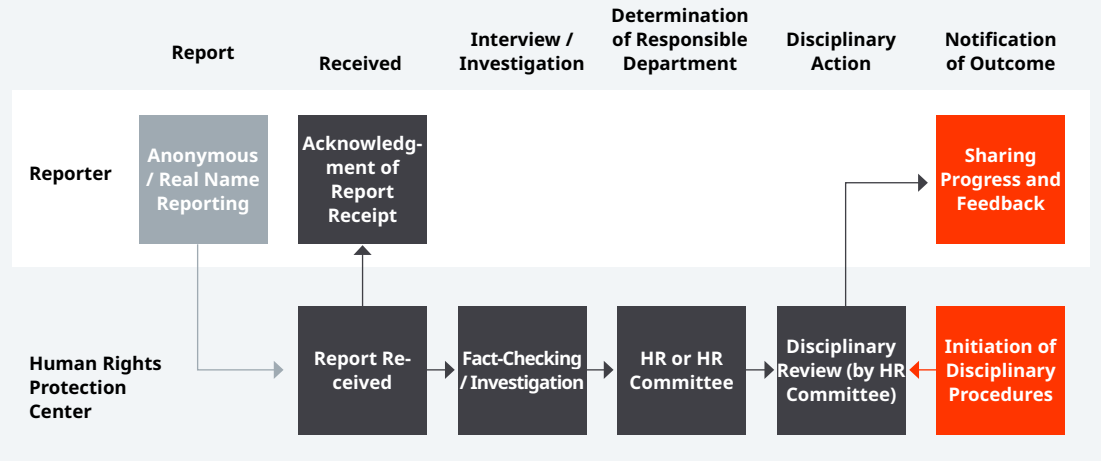 Report
Received
Interview /
Investigation
Determination
of Responsible
Department
Disciplinary
Action
Notification
of Outcome
Reporter
Anonymous
/ Real Name
Reporting
Acknowledg-
ment of
Report
Receipt
Sharing
Progress and
Feedback
Human Rights
Protection
Center
Report Re-
ceived
Fact-Checking
/ Investigation
HR or HR
Committee
Disciplinary
Review (by HR
Committee)
Initiation of
Disciplinary
Procedures